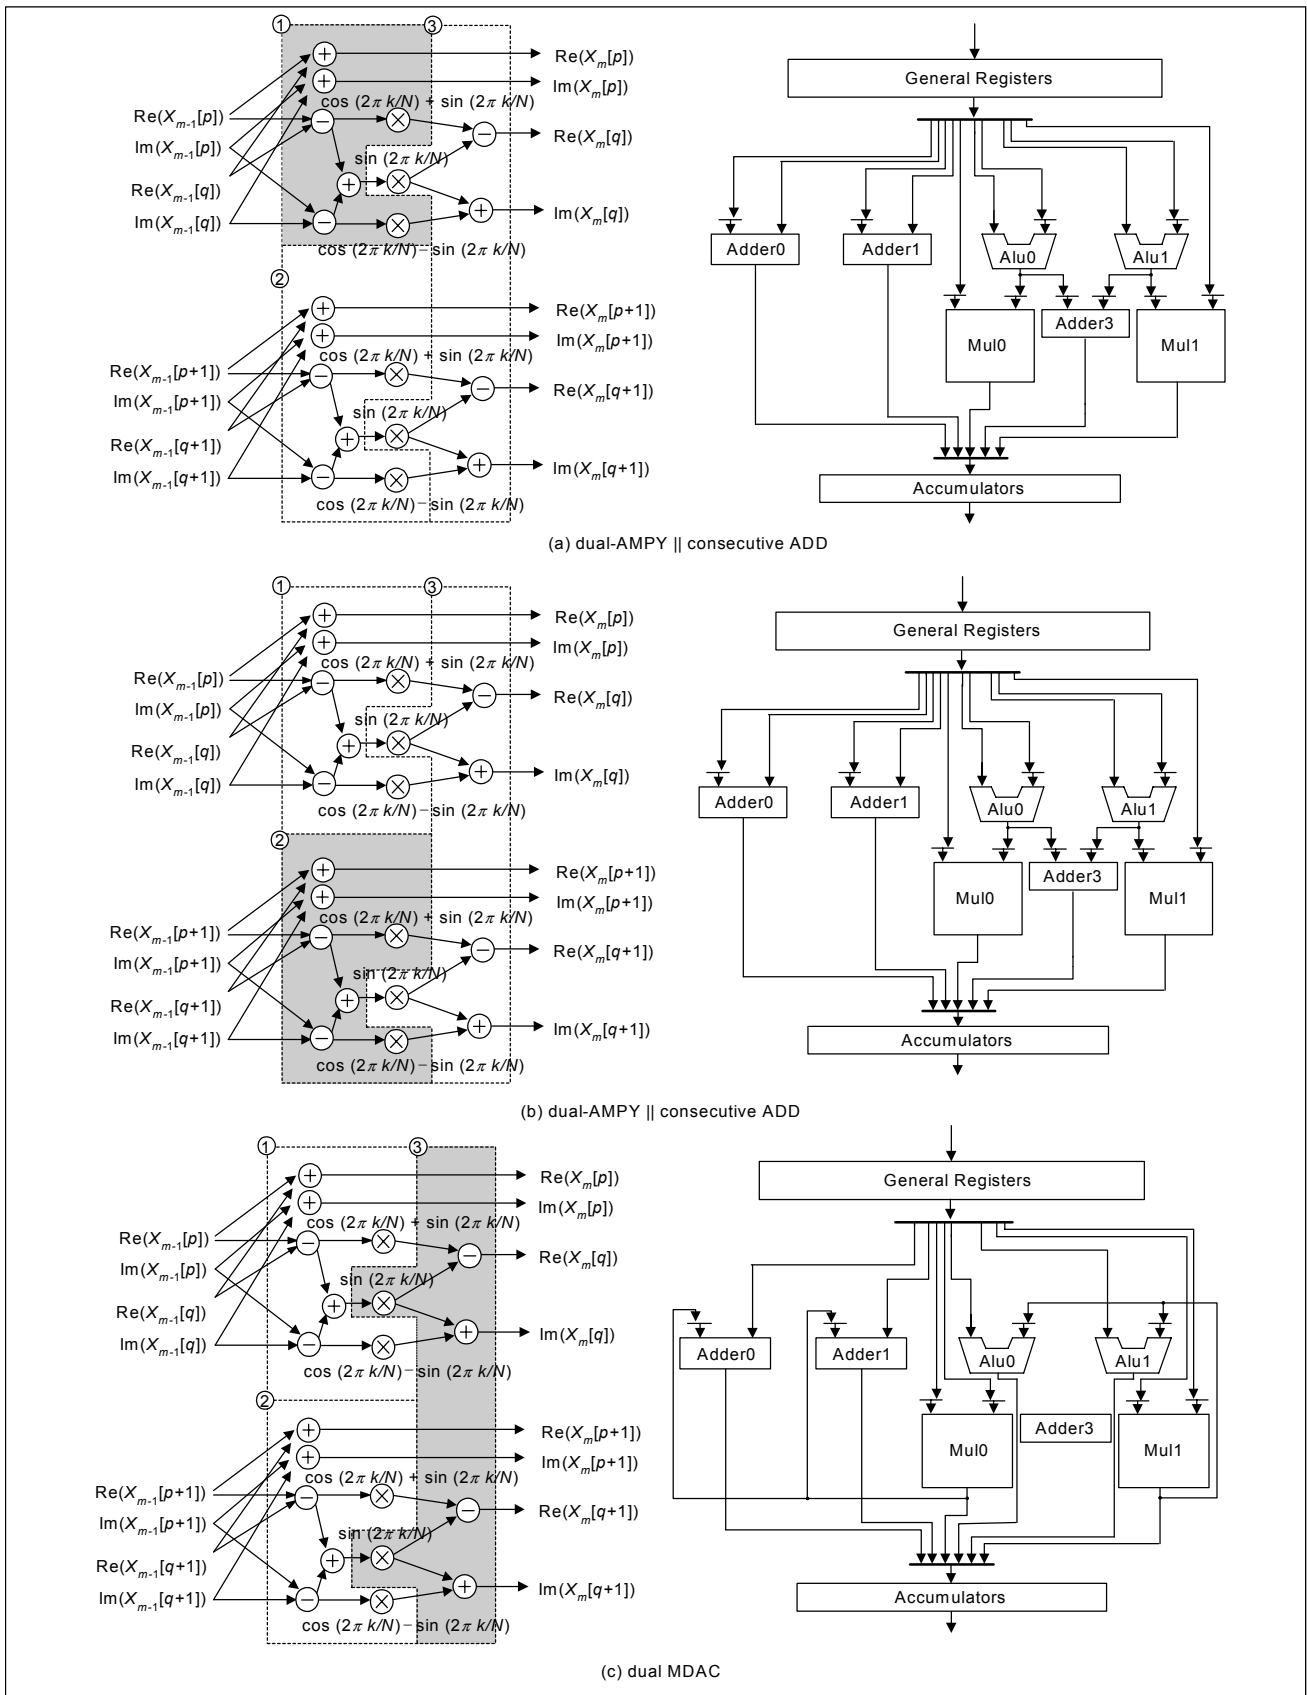 ① ③
Re(Xm[p])
Im(Xm[p])
cos (2π k/N) + sin (2π k/N)
Re(Xm-1[p])
Im(Xm-1[p])
Re(Xm[q])
sin (2π k/N)
Re(Xm-1[q])
Im(Xm-1[q])
Im(Xm[q])
cos (2π k/N) – sin (2π k/N)
②
Re(Xm[p+1])
Im(Xm[p+1])
cos (2π k/N) + sin (2π k/N)
Re(Xm-1[p+1])
Im(Xm-1[p+1])
Re(Xm[q+1])
sin (2π k/N)
Re(Xm-1[q+1])
Im(Xm-1[q+1])
Im(Xm[q+1])
cos (2π k/N) – sin (2π k/N)
General Registers
Adder0
Adder1
Alu0
Alu1
Mul0
Adder3
Mul1
Accumulators
(a) dual-AMPY || consecutive ADD
① ③
Re(Xm[p])
Im(Xm[p])
cos (2π k/N) + sin (2π k/N)
Re(Xm-1[p])
Im(Xm-1[p])
Re(Xm[q])
sin (2π k/N)
Re(Xm-1[q])
Im(Xm-1[q])
Im(Xm[q])
cos (2π k/N) – sin (2π k/N)
②
Re(Xm[p+1])
Im(Xm[p+1])
cos (2π k/N) + sin (2π k/N)
Re(Xm-1[p+1])
Im(Xm-1[p+1])
Re(Xm[q+1])
sin (2π k/N)
Re(Xm-1[q+1])
Im(Xm-1[q+1])
Im(Xm[q+1])
cos (2π k/N) – sin (2π k/N)
General Registers
Adder0
Adder1
Alu0
Alu1
Mul0
Adder3
Mul1
Accumulators
(b) dual-AMPY || consecutive ADD
① ③
Re(Xm[p])
Im(Xm[p])
cos (2π k/N) + sin (2π k/N)
Re(Xm-1[p])
Im(Xm-1[p])
Re(Xm[q])
sin (2π k/N)
Re(Xm-1[q])
Im(Xm-1[q])
Im(Xm[q])
cos (2π k/N) – sin (2π k/N)
②
Re(Xm[p+1])
Im(Xm[p+1])
cos (2π k/N) + sin (2π k/N)
Re(Xm-1[p+1])
Im(Xm-1[p+1])
Re(Xm[q+1])
sin (2π k/N)
Re(Xm-1[q+1])
Im(Xm-1[q+1])
Im(Xm[q+1])
cos (2π k/N) – sin (2π k/N)
General Registers
Adder0
Adder1
Alu0
Alu1
Mul0
Adder3
Mul1
Accumulators
(c) dual MDAC